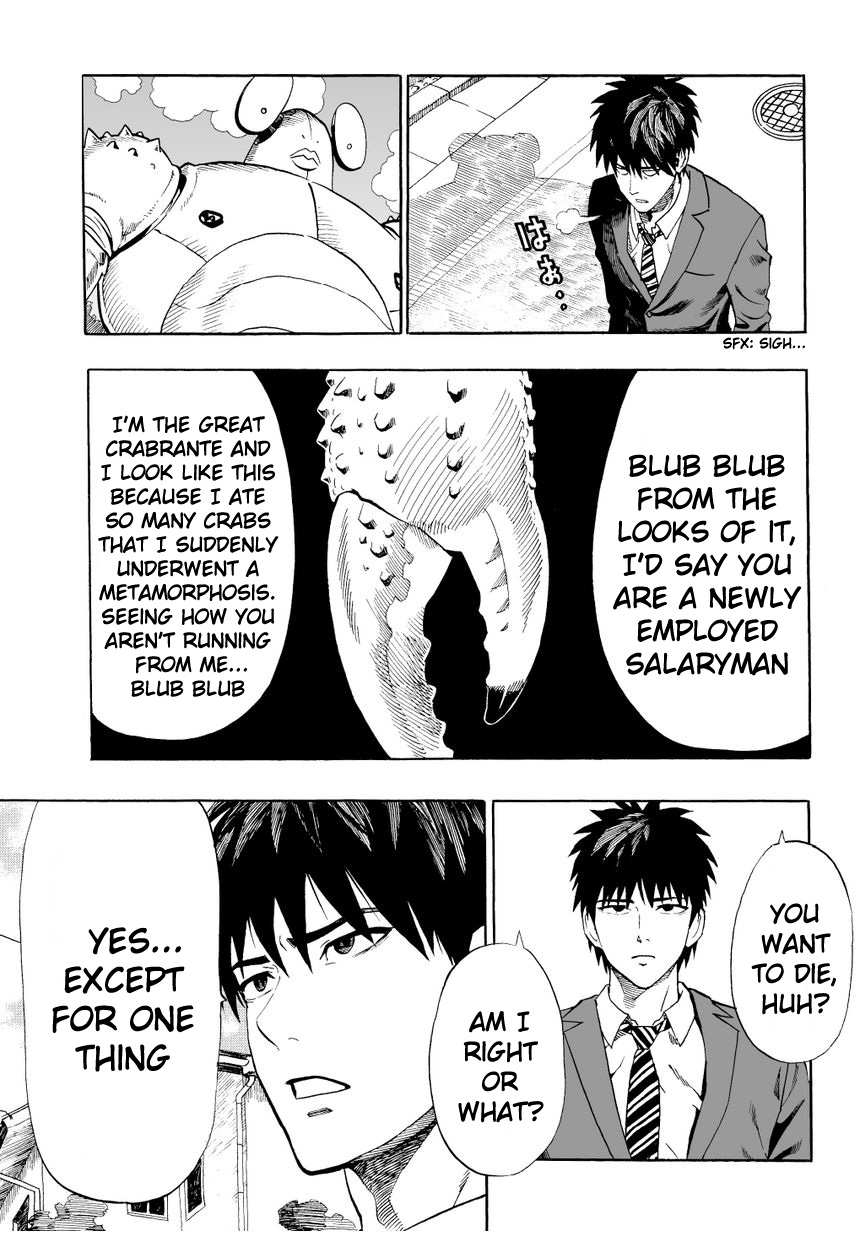 はぁ..
SFX: SIGH...
BLUB BLUB
FROM THE
LOOKS OF IT,
I'D SAY YOU
ARE A NEWLY
EMPLOYED
SALARYMAN
I'M THE GREAT
CRABRANTE AND
I LOOK LIKE THIS
BECAUSE I ATE
SO MANY CRABS
THAT I SUDDENLY
UNDERWENT A
METAMORPHOSIS.
SEEING HOW YOU
AREN'T RUNNING
FROM ME...
BLUB BLUB
YOU
WANT
TO DIE,
HUH?
AM I
RIGHT
OR
WHAT?
YES...
EXCEPT
FOR ONE
THING